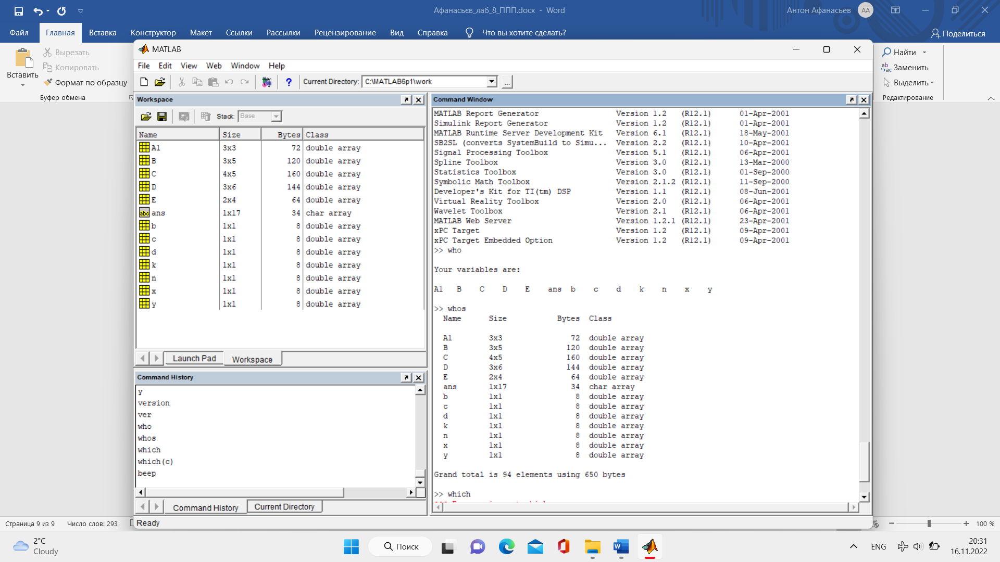 Афанасьєв_лаб_8_ППП.docx - Word
Антон Афанасьев
АА
Файл Главная Вставка Конструктор Макет Ссылки Рассылки Рецензирование Вид Справка Что вы хотите сделать?
Поделиться
Вставить
Вырезать
Копировать
Формат по образцу
Буфер обмена
Найти
Заменить
Выделить
Редактирование
MATLAB
File Edit View Web Window Help
Current Directory: C:\MATLAB6p1\work
...
Workspace
Stack: Base
Name Size Bytes Class
A1 3x3 72 double array
B 3x5 120 double array
C 4x5 160 double array
D 3x6 144 double array
E 2x4 64 double array
abc ans 1x17 34 char array
b 1x1 8 double array
c 1x1 8 double array
d 1x1 8 double array
k 1x1 8 double array
n 1x1 8 double array
x 1x1 8 double array
y 1x1 8 double array
Launch Pad Workspace
Command History
y
version
ver
who
whos
which
which(c)
beep
Command History Current Directory
Ready
Command Window
MATLAB Report Generator Version 1.2 (R12.1) 01-Apr-2001
Simulink Report Generator Version 1.2 (R12.1) 01-Apr-2001
MATLAB Runtime Server Development Kit Version 6.1 (R12.1) 18-May-2001
SB2SL (converts SystemBuild to Simu... Version 2.2 (R12.1) 10-Apr-2001
Signal Processing Toolbox Version 5.1 (R12.1) 06-Apr-2001
Spline Toolbox Version 3.0 (R12.1) 13-Mar-2000
Statistics Toolbox Version 3.0 (R12.1) 01-Sep-2000
Symbolic Math Toolbox Version 2.1.2 (R12.1) 11-Sep-2000
Developer's Kit for TI(tm) DSP Version 1.1 (R12.1) 08-Jun-2001
Virtual Reality Toolbox Version 2.0 (R12.1) 06-Apr-2001
Wavelet Toolbox Version 2.1 (R12.1) 06-Apr-2001
MATLAB Web Server Version 1.2.1 (R12.1) 23-Apr-2001
xPC Target Version 1.2 (R12.1) 09-Apr-2001
xPC Target Embedded Option Version 1.2 (R12.1) 09-Apr-2001
>> who
Your variables are:
A1 B C D E ans b c d k n x y
>> whos
Name Size Bytes Class
A1 3x3 72 double array
B 3x5 120 double array
C 4x5 160 double array
D 3x6 144 double array
E 2x4 64 double array
ans 1x17 34 char array
b 1x1 8 double array
c 1x1 8 double array
d 1x1 8 double array
k 1x1 8 double array
n 1x1 8 double array
x 1x1 8 double array
y 1x1 8 double array
Grand total is 94 elements using 650 bytes
>> which
Страница 9 из 9 Число слов: 293
100 %
2°C
Cloudy
Поиск
ENG
20:31
16.11.2022